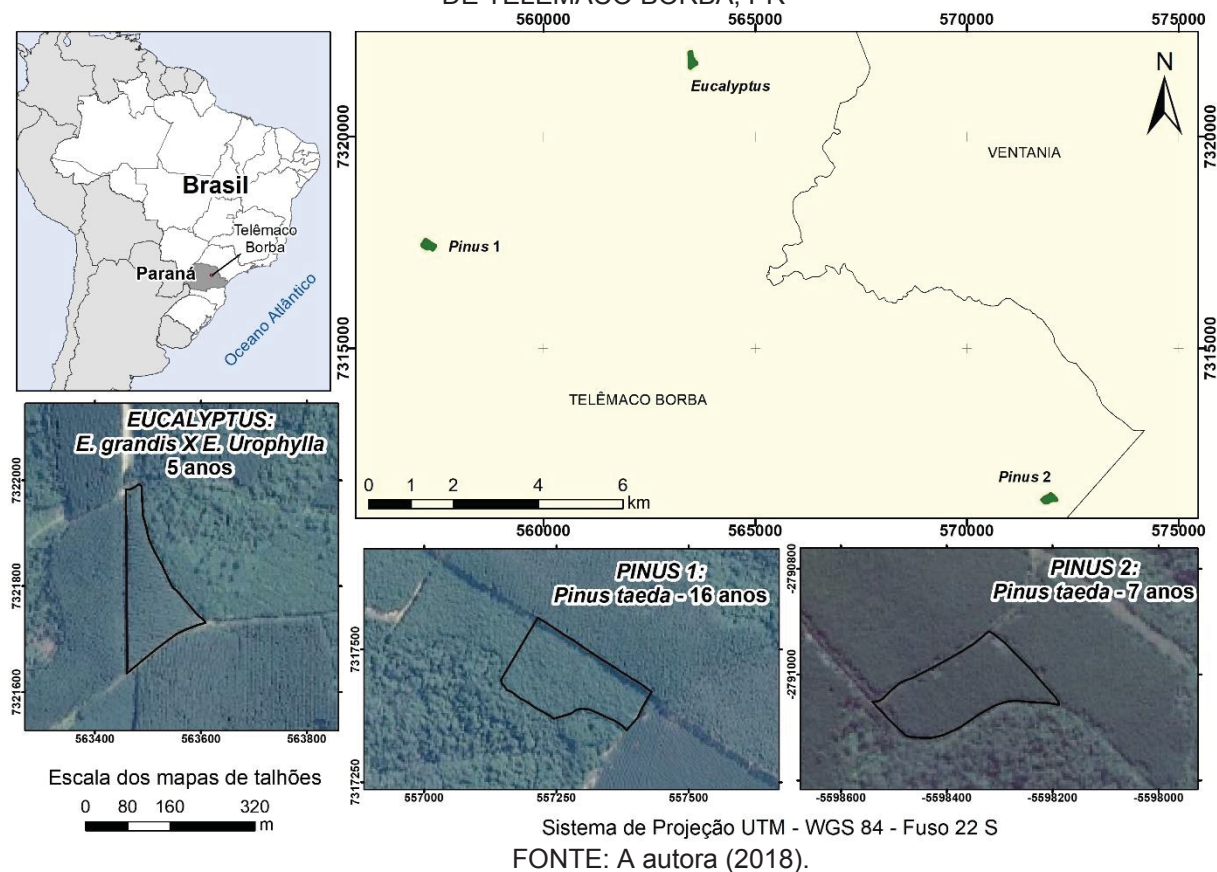 DE TELÊMACO BORBA, PR
560000 565000 570000 575000
Brasil
Telêmaco
Borba
Paraná
Oceano Atlântico
Eucalyptus
N
VENTANIA
Pinus 1
TELÊMACO BORBA
Pinus 2
0 1 2 4 6
km
7320000
7315000
7320000
7315000
560000 565000 570000 575000
EUCALYPTUS:
E. grandis X E. Urophylla
5 anos
7322000
7321800
7321600
563400 563600 563800
PINUS 1:
Pinus taeda - 16 anos
7317500
7317250
557000 557250 557500
PINUS 2:
Pinus taeda - 7 anos
-2790800
-2791000
-5598600 -5598400 -5598200 -5598000
Escala dos mapas de talhões
0 80 160 320
m
Sistema de Projeção UTM - WGS 84 - Fuso 22 S
FONTE: A autora (2018).